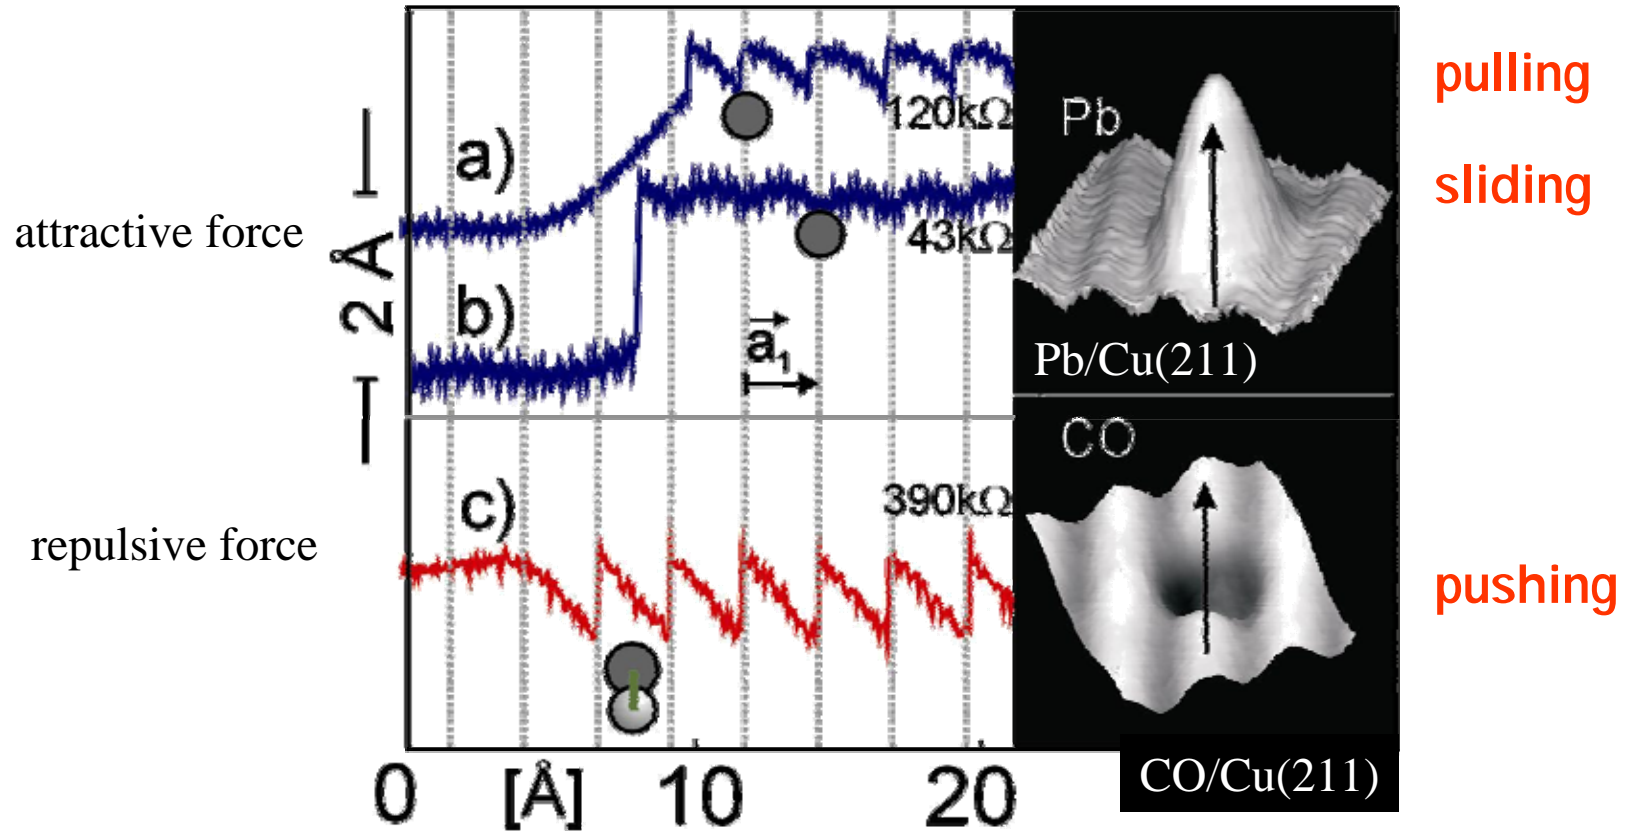 pulling
Pb
120kΩ
a)
sliding
attractive force
43kΩ
2 Å
b)
a₁
Pb/Cu(211)
CO
c)
390kΩ
repulsive force
pushing
CO/Cu(211)
0 [Å] 10 20